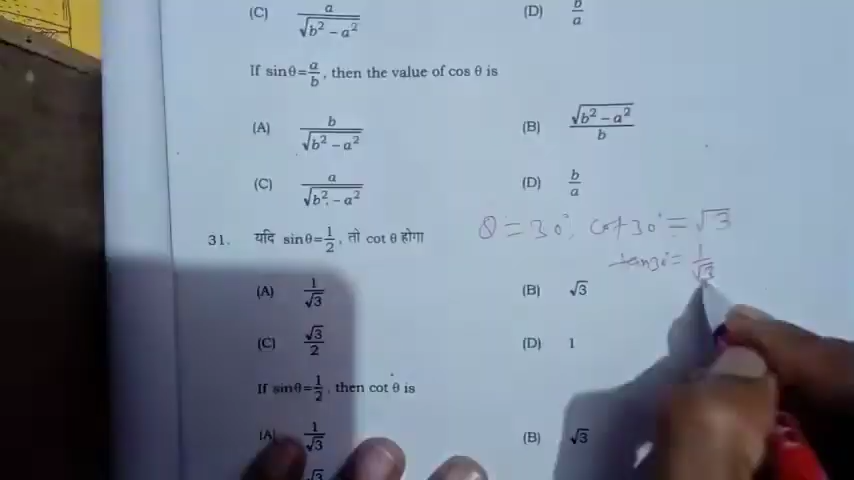 (C) a/√(b² − a²) (D) b/a
If sinθ = a/b, then the value of cos θ is
(A) b/√(b² − a²) (B) √(b² − a²)/b
(C) a/√(b² − a²) (D) b/a
θ = 30°, cot 30° = √3
31. यदि sinθ = 1/2, तो cot θ होगा
tan30° = 1/√3
(A) 1/√3 (B) √3
(C) √3/2 (D) 1
If sinθ = 1/2, then cot θ is
(A) 1/√3 (B) √3
√3